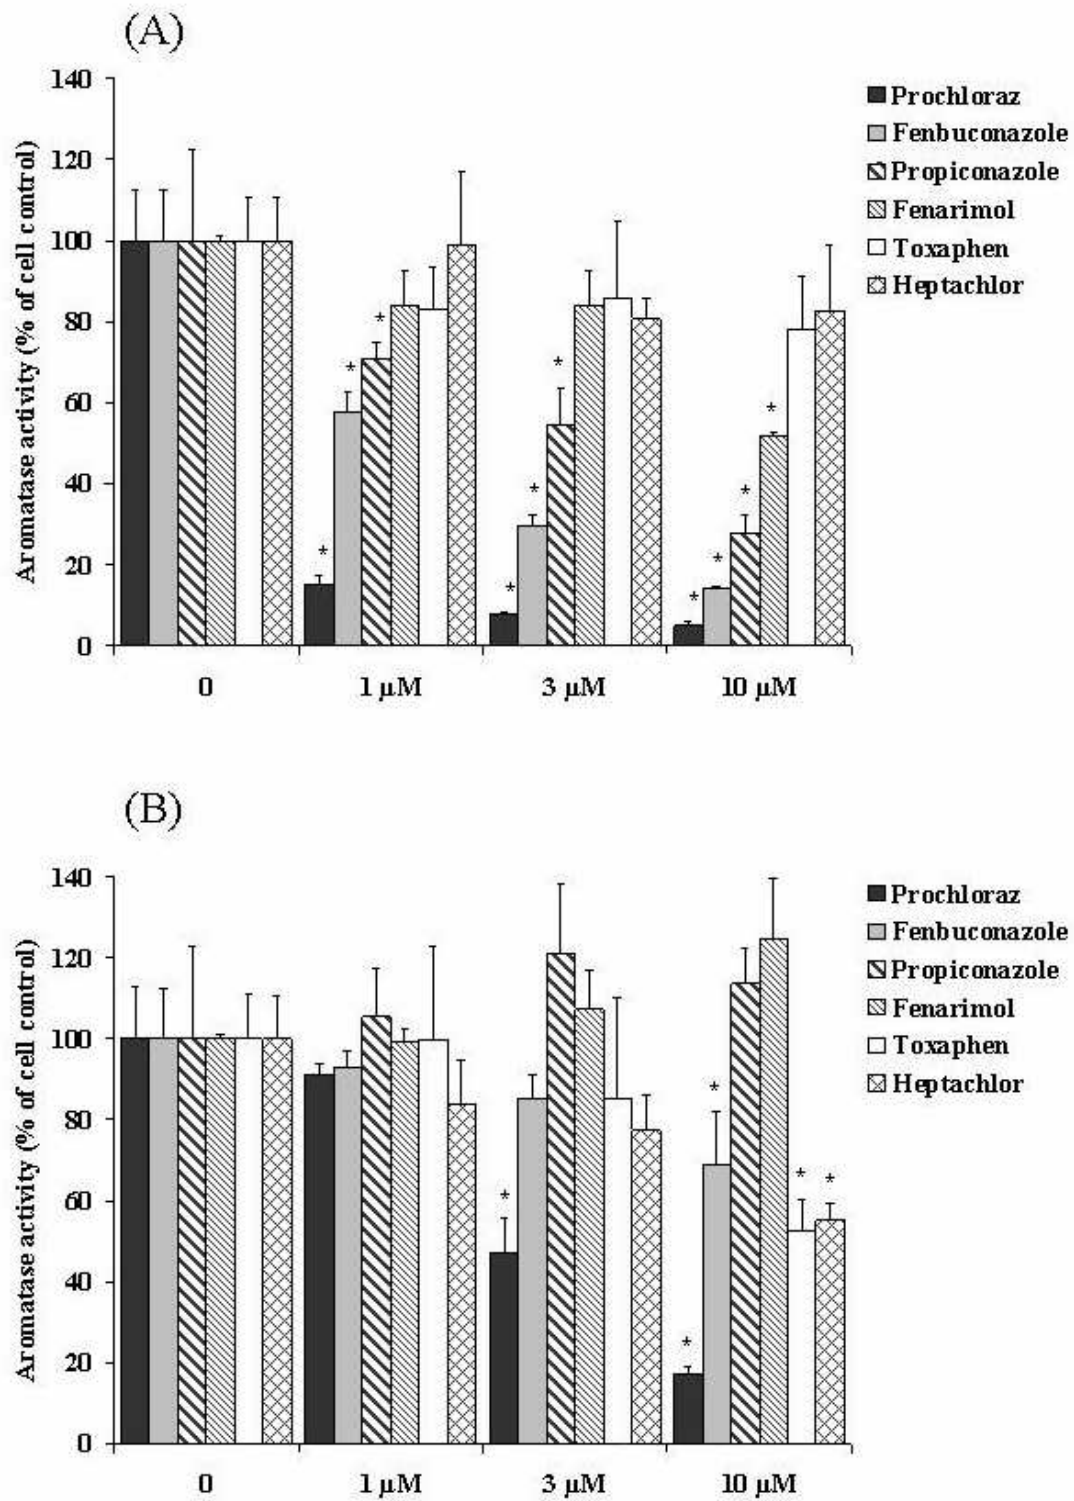 (A)
Aromatase activity (% of cell control)
140
120
100
80
60
40
20
0
* * *
* * *
* * * *
0 1 µM 3 µM 10 µM
Prochloraz
Fenbuconazole
Propiconazole
Fenarimol
Toxaphen
Heptachlor
(B)
Aromatase activity (% of cell control)
140
120
100
80
60
40
20
0
*
* * * *
0 1 µM 3 µM 10 µM
Prochloraz
Fenbuconazole
Propiconazole
Fenarimol
Toxaphen
Heptachlor